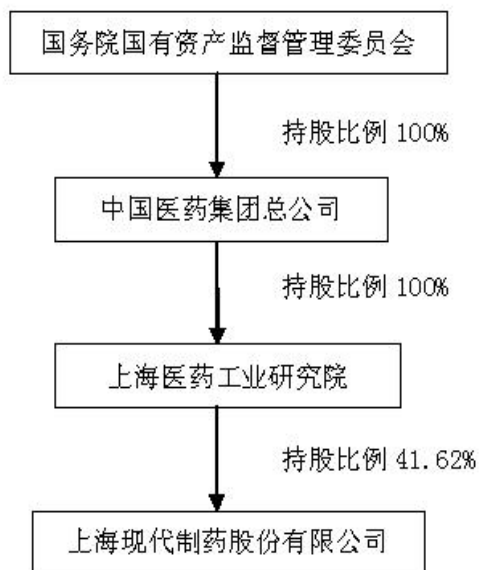 国务院国有资产监督管理委员会
持股比例 100%
中国医药集团总公司
持股比例 100%
上海医药工业研究院
持股比例 41.62%
上海现代制药股份有限公司